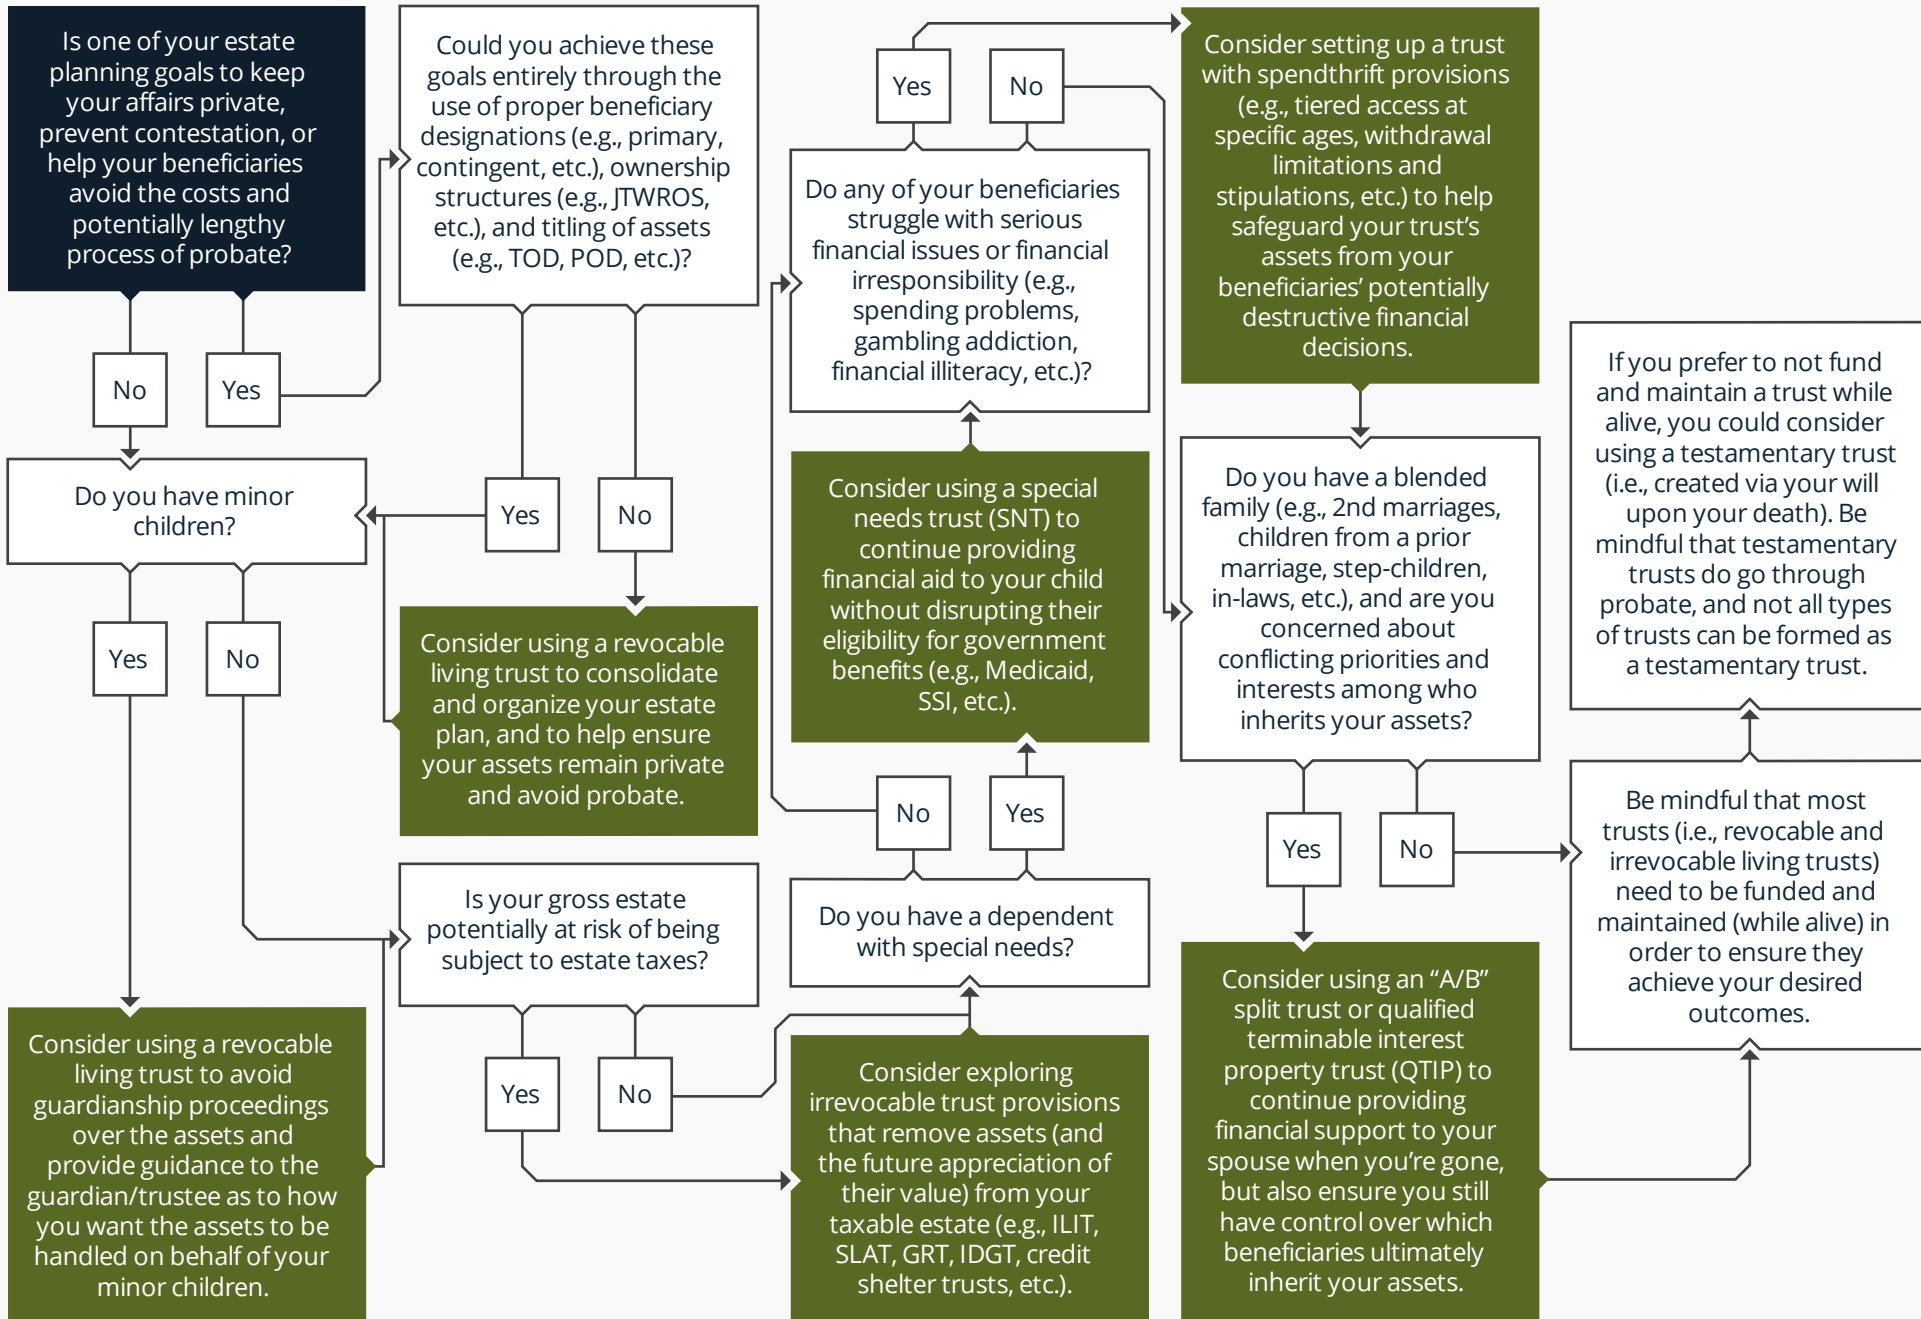 Is one of your estate
planning goals to keep
your affairs private,
prevent contestation, or
help your beneficiaries
avoid the costs and
potentially lengthy
process of probate?
No
Yes
Could you achieve these
goals entirely through the
use of proper beneficiary
designations (e.g., primary,
contingent, etc.), ownership
structures (e.g., JTWROS,
etc.), and titling of assets
(e.g., TOD, POD, etc.)?
Yes
No
Consider using a revocable
living trust to consolidate
and organize your estate
plan, and to help ensure
your assets remain private
and avoid probate.
Do you have minor
children?
Yes
No
Consider using a revocable
living trust to avoid
guardianship proceedings
over the assets and
provide guidance to the
guardian/trustee as to how
you want the assets to be
handled on behalf of your
minor children.
Is your gross estate
potentially at risk of being
subject to estate taxes?
Yes
No
Consider exploring
irrevocable trust provisions
that remove assets (and
the future appreciation of
their value) from your
taxable estate (e.g., ILIT,
SLAT, GRT, IDGT, credit
shelter trusts, etc.).
Do you have a dependent
with special needs?
No
Yes
Consider using a special
needs trust (SNT) to
continue providing
financial aid to your child
without disrupting their
eligibility for government
benefits (e.g., Medicaid,
SSI, etc.).
Do any of your beneficiaries
struggle with serious
financial issues or financial
irresponsibility (e.g.,
spending problems,
gambling addiction,
financial illiteracy, etc.)?
Yes
No
Consider setting up a trust
with spendthrift provisions
(e.g., tiered access at
specific ages, withdrawal
limitations and
stipulations, etc.) to help
safeguard your trust's
assets from your
beneficiaries' potentially
destructive financial
decisions.
Do you have a blended
family (e.g., 2nd marriages,
children from a prior
marriage, step-children,
in-laws, etc.), and are you
concerned about
conflicting priorities and
interests among who
inherits your assets?
Yes
No
Consider using an “A/B”
split trust or qualified
terminable interest
property trust (QTIP) to
continue providing
financial support to your
spouse when you're gone,
but also ensure you still
have control over which
beneficiaries ultimately
inherit your assets.
Be mindful that most
trusts (i.e., revocable and
irrevocable living trusts)
need to be funded and
maintained (while alive) in
order to ensure they
achieve your desired
outcomes.
If you prefer to not fund
and maintain a trust while
alive, you could consider
using a testamentary trust
(i.e., created via your will
upon your death). Be
mindful that testamentary
trusts do go through
probate, and not all types
of trusts can be formed as
a testamentary trust.